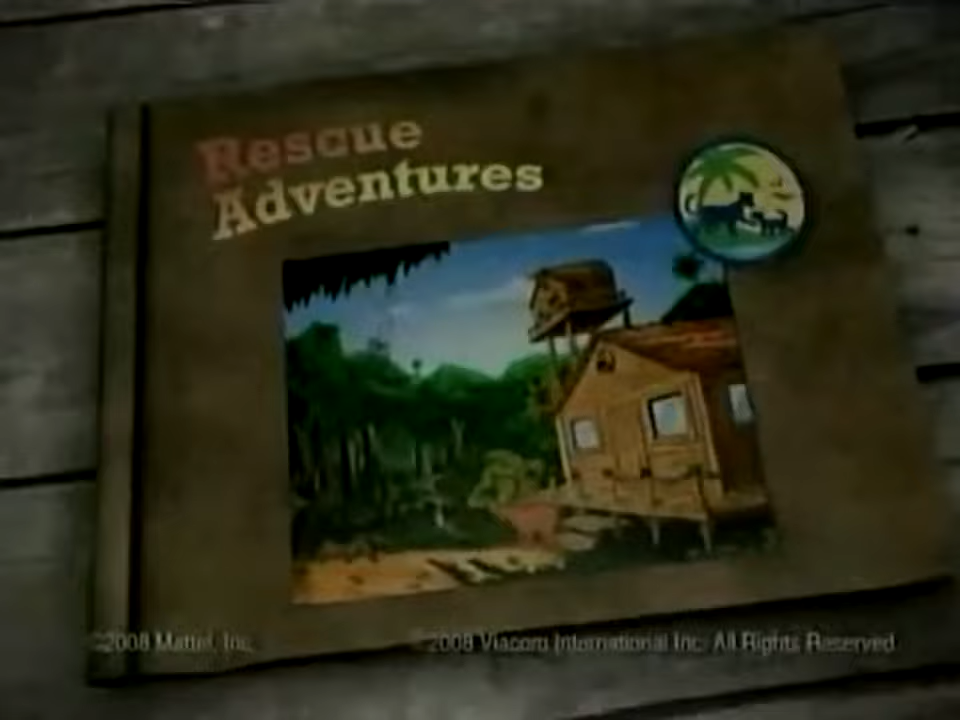 Rescue
Adventures
©2008 Mattel, Inc.
©2008 Viacom International Inc. All Rights Reserved